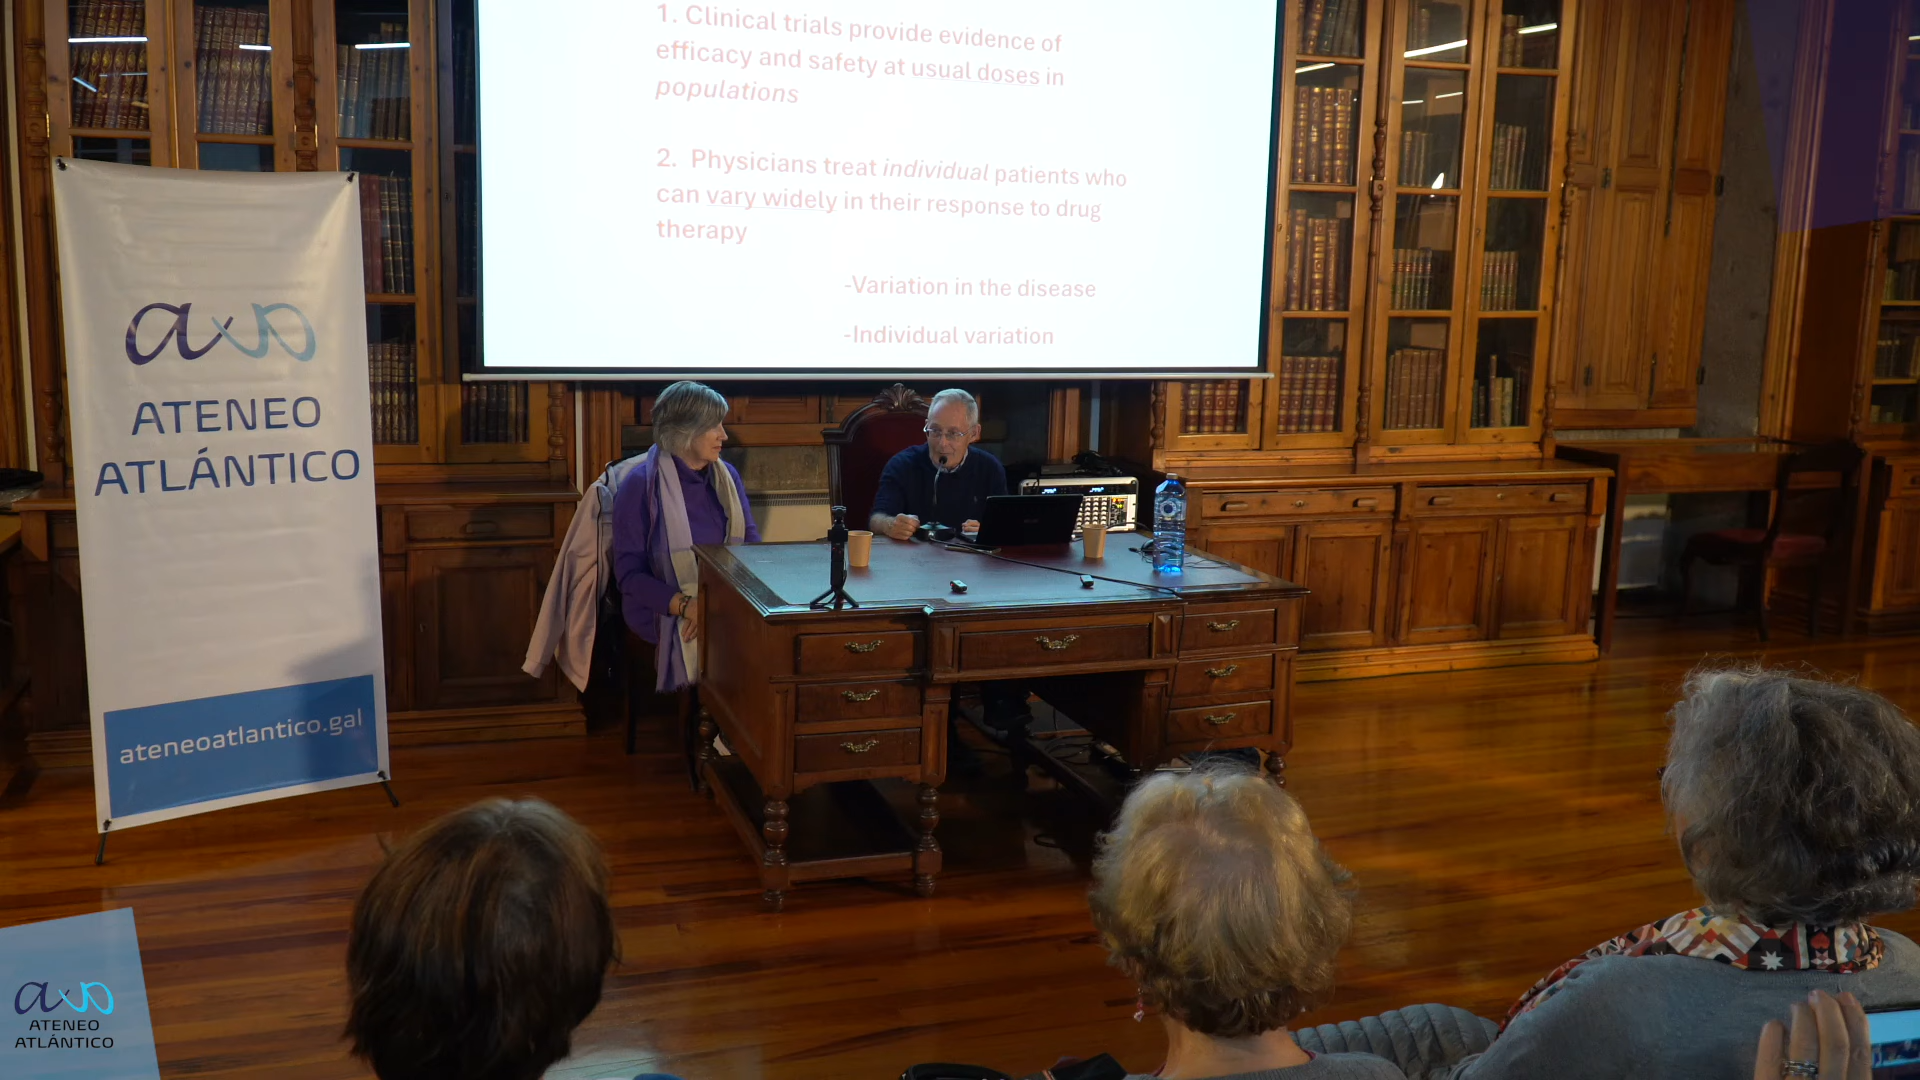 1. Clinical trials provide evidence of
efficacy and safety at usual doses in
populations
2. Physicians treat individual patients who
can vary widely in their response to drug
therapy
-Variation in the disease
-Individual variation
ATENEO
ATLÁNTICO
ateneoatlantico.gal
ATENEO
ATLÁNTICO